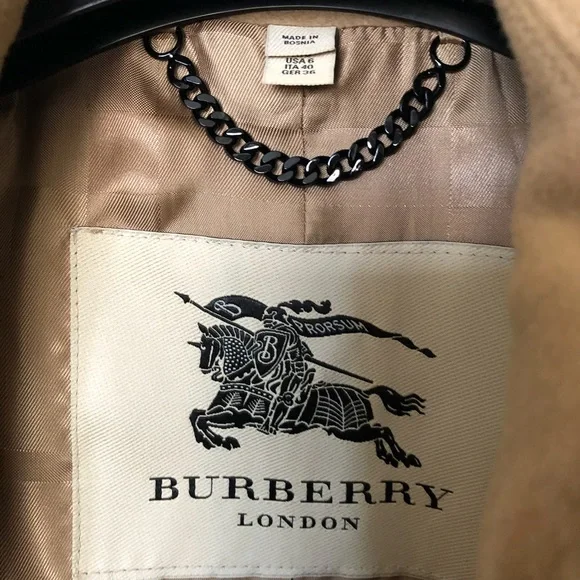 MADE IN
BOSNIA
USA 6
ITA 40
GER 36
B PRORSUM
B
BURBERRY
LONDON